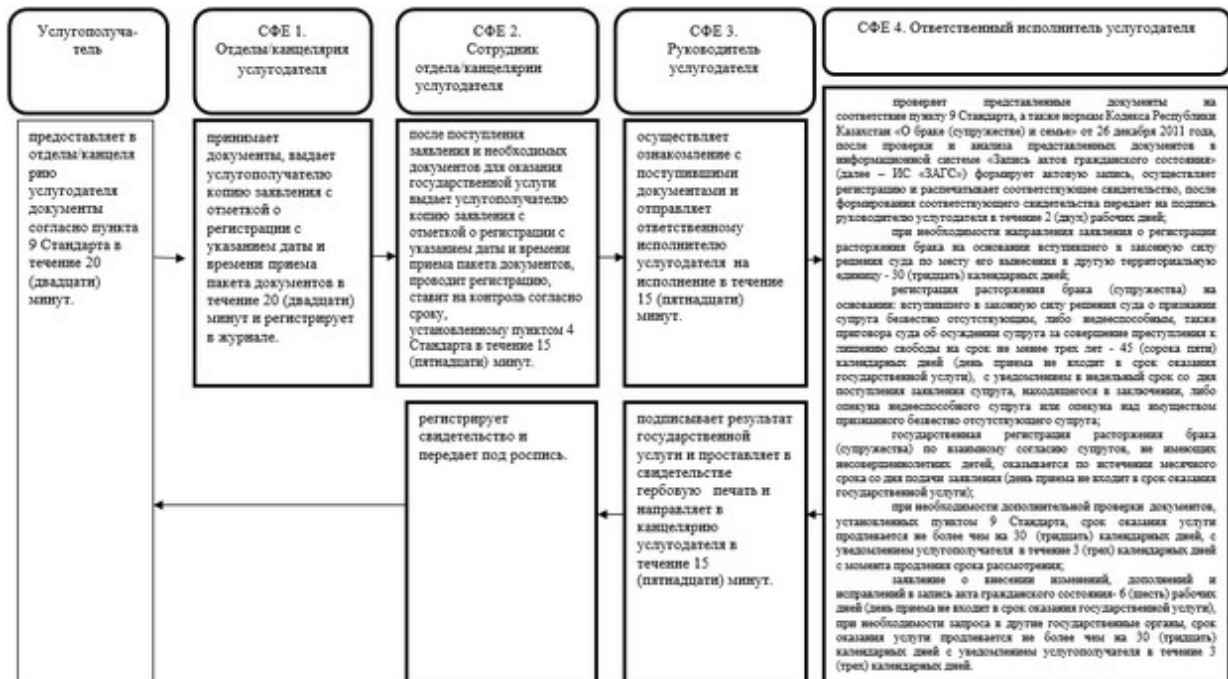 Услугополуча-
тель
СФЕ 1.
Отделы/канцелярия
услугодателя
СФЕ 2.
Сотрудник
отдела/канцелярии
услугодателя
СФЕ 3.
Руководитель
услугодателя
СФЕ 4. Ответственный исполнитель услугодателя
предоставляет в
отделы/канцеля
рию
услугодателя
документы
согласно пункта
9 Стандарта в
течение 20
(двадцати)
минут.
принимает
документы, выдает
услугополучателю
копию заявления с
отметкой о
регистрации с
указанием даты и
времени приема
пакета документов в
течение 20 (двадцати)
минут и регистрирует
в журнале.
после поступления
заявления и необходимых
документов для оказания
государственной услуги
выдает услугополучателю
копию заявления с
отметкой о регистрации с
указанием даты и времени
приема пакета документов,
проводит регистрацию,
ставит на контроль согласно
сроку,
установленному пунктом 4
Стандарта в течение 15
(пятнадцати) минут.
осуществляет
ознакомление с
поступившими
документами и
отправляет
ответственному
исполнителю
услугодателя на
исполнение в течение
15 (пятнадцати)
минут.
проверяет представленные документы на
соответствие пункту 9 Стандарта, а также нормам Кодекса Республики
Казахстан «О браке (супружестве) и семье» от 26 декабря 2011 года,
после проверки и анализа представленных документов в
информационной системе «Запись актов гражданского состояния»
(далее – ИС «ЗАГС») формирует актовую запись, осуществляет
регистрацию и распечатывает соответствующее свидетельство, после
формирования соответствующего свидетельства передает на подпись
руководителю услугодателя в течение 2 (двух) рабочих дней;
при необходимости направления заявления о регистрации
расторжения брака на основании вступившего в законную силу
решения суда по месту его вынесения в другую территориальную
единицу - 30 (тридцать) календарных дней;
регистрация расторжения брака (супружества) на
основании: вступившего в законную силу решения суда о признании
супруга безвестно отсутствующим, либо недееспособным, также
приговора суда об осуждении супруга за совершение преступления к
лишению свободы на срок не менее трех лет - 45 (сорока пяти)
календарных дней (день приема не входит в срок оказания
государственной услуги), с уведомлением в недельный срок со дня
поступления заявления супруга, находящегося в заключении, либо
опекуна недееспособного супруга или опекуна над имуществом
признанного безвестно отсутствующего супруга;
государственная регистрация расторжения брака
(супружества) по взаимному согласию супругов, не имеющих
несовершеннолетних детей, оказывается по истечении месячного
срока со дня подачи заявления (день приема не входит в срок оказания
государственной услуги);
при необходимости дополнительной проверки документов,
установленных пунктом 9 Стандарта, срок оказания услуги
продлевается не более чем на 30 (тридцать) календарных дней, с
уведомлением услугополучателя в течение 3 (трех) календарных дней
с момента продления срока рассмотрения;
заявление о внесении изменений, дополнений и
исправлений в запись акта гражданского состояния- 6 (шесть) рабочих
дней (день приема не входит в срок оказания государственной услуги),
при необходимости запроса в другие государственные органы, срок
оказания услуги продлевается не более чем на 30 (тридцать)
календарных дней с уведомлением услугополучателя в течение 3
(трех) календарных дней.
регистрирует
свидетельство и
передает под роспись.
подписывает результат
государственной
услуги и проставляет в
свидетельстве
гербовую печать и
направляет в
канцелярию
услугодателя в
течение 15
(пятнадцати) минут.